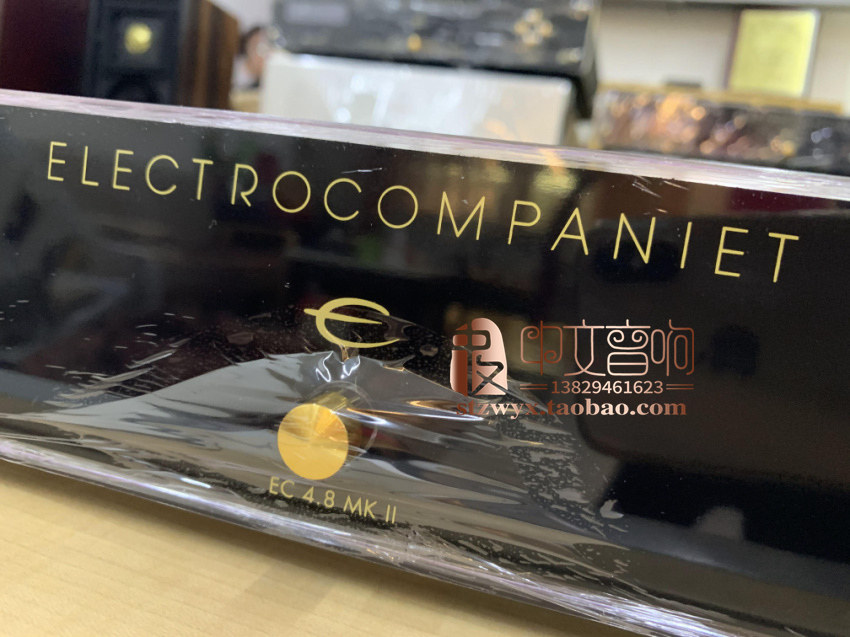 ELECTROCOMPANIET
中文音响
13829461623
stzwyx.taobao.com
EC 4.8 MK II